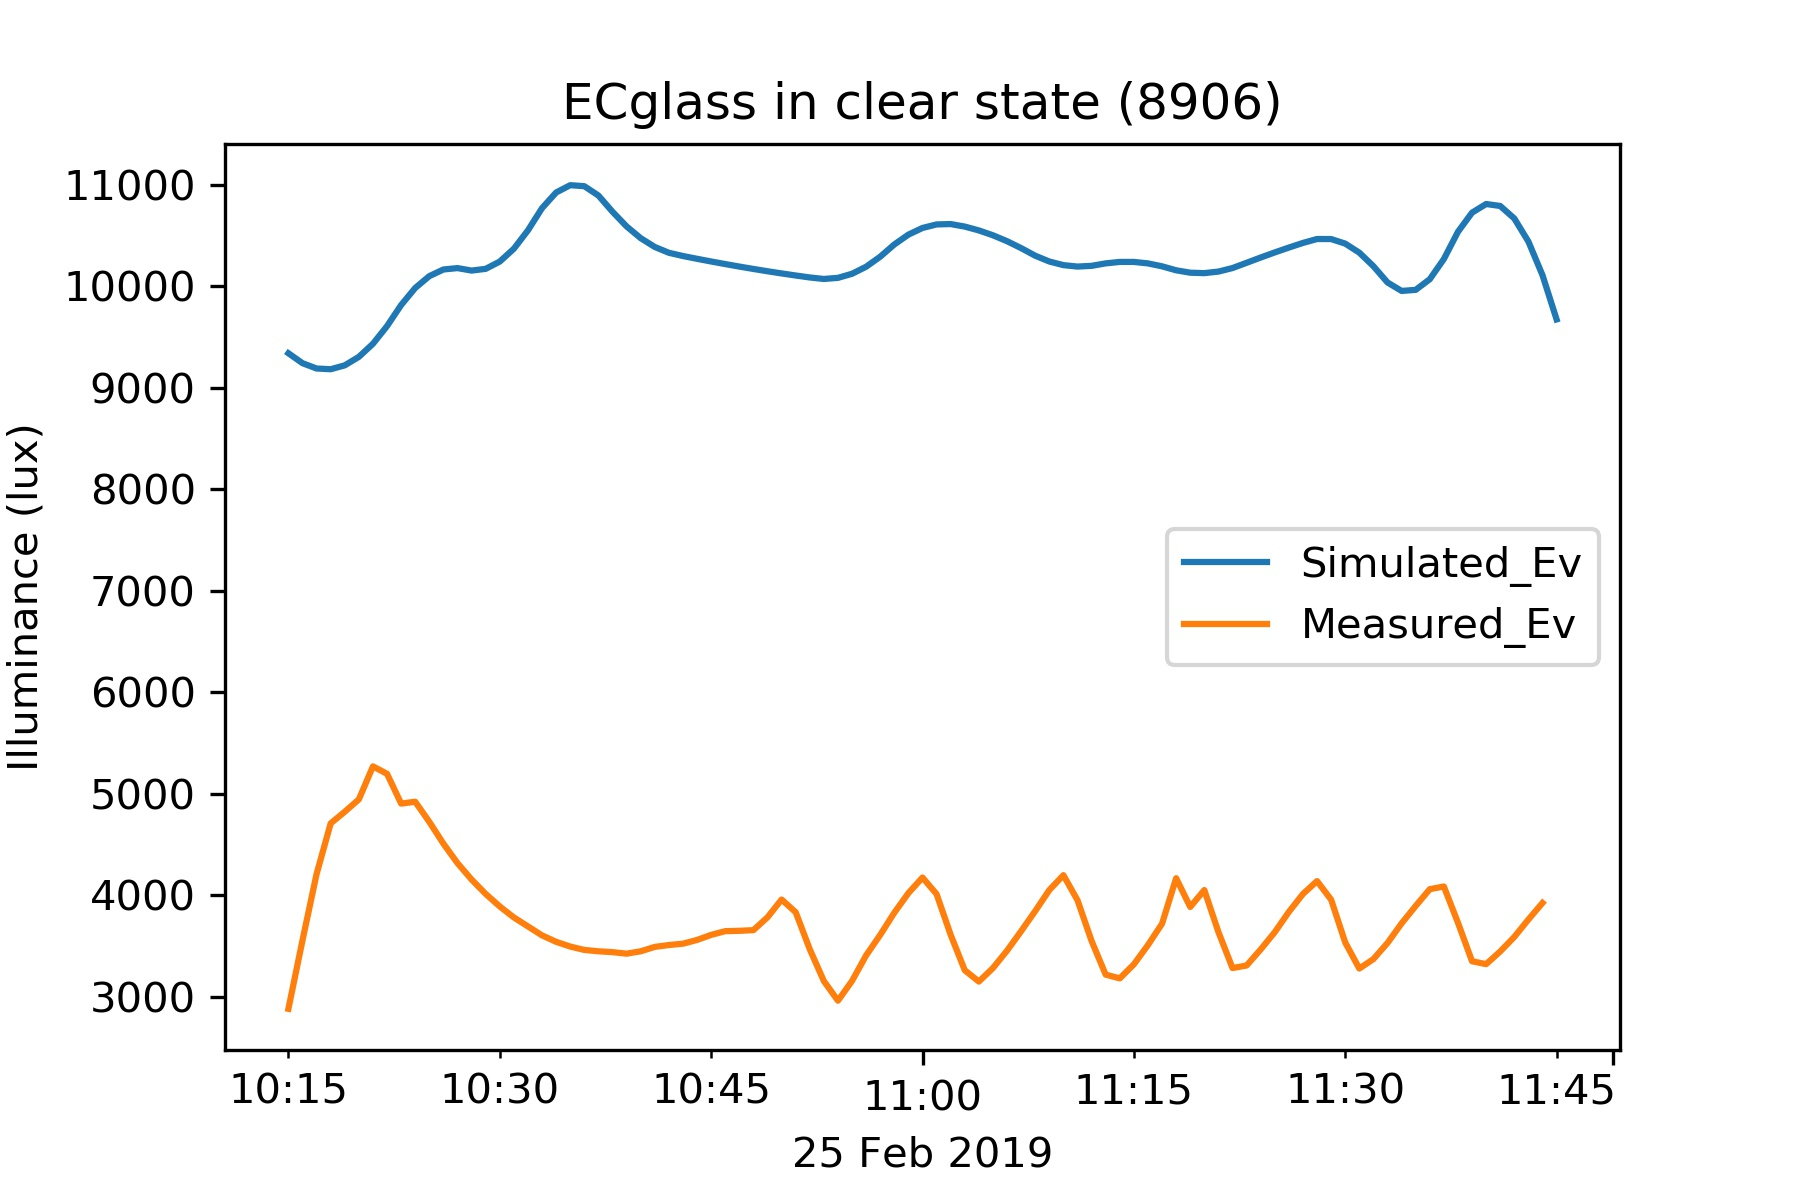 ECglass in clear state (8906)
11000
10000
9000
8000
7000
6000
5000
4000
3000
Illuminance (lux)
Simulated_Ev
Measured_Ev
10:15 10:30 10:45 11:00 11:15 11:30 11:45
25 Feb 2019